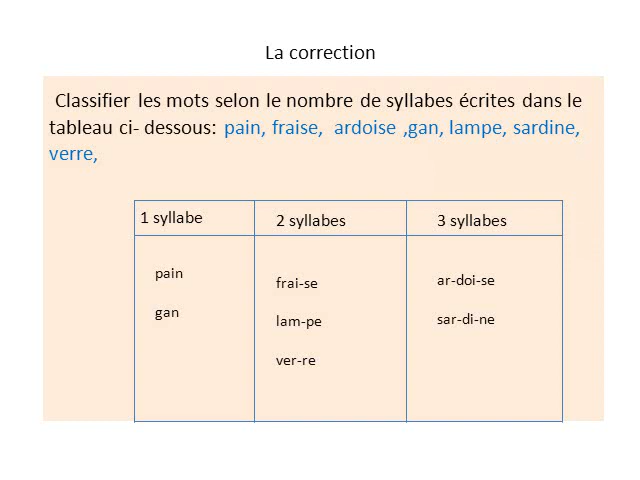 La correction
Classifier les mots selon le nombre de syllabes écrites dans le
tableau ci- dessous: pain, fraise, ardoise ,gan, lampe, sardine,
verre,
1 syllabe 2 syllabes 3 syllabes
pain frai-se ar-doi-se
gan lam-pe sar-di-ne
ver-re